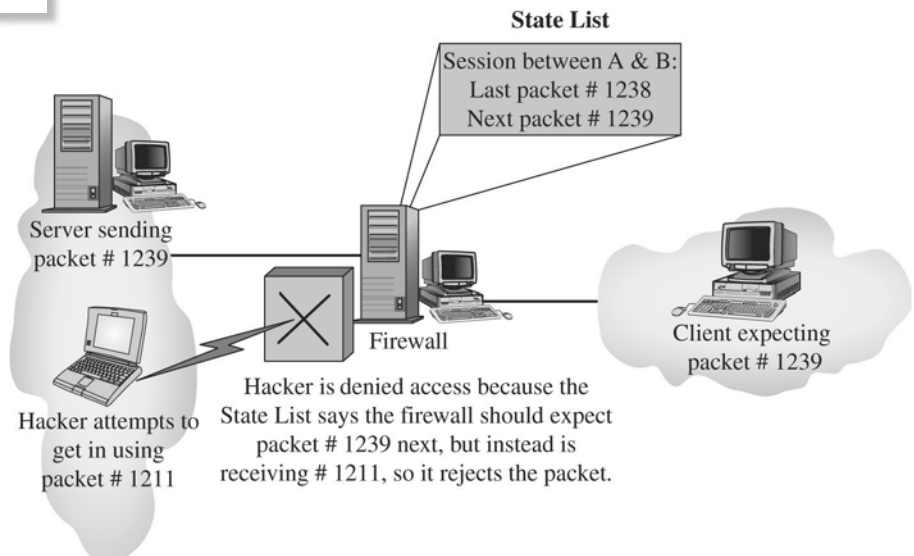 State List
Session between A & B:
Last packet # 1238
Next packet # 1239
Server sending
packet # 1239
Firewall
Client expecting
packet # 1239
Hacker attempts to
get in using
packet # 1211
Hacker is denied access because the
State List says the firewall should expect
packet # 1239 next, but instead is
receiving # 1211, so it rejects the packet.